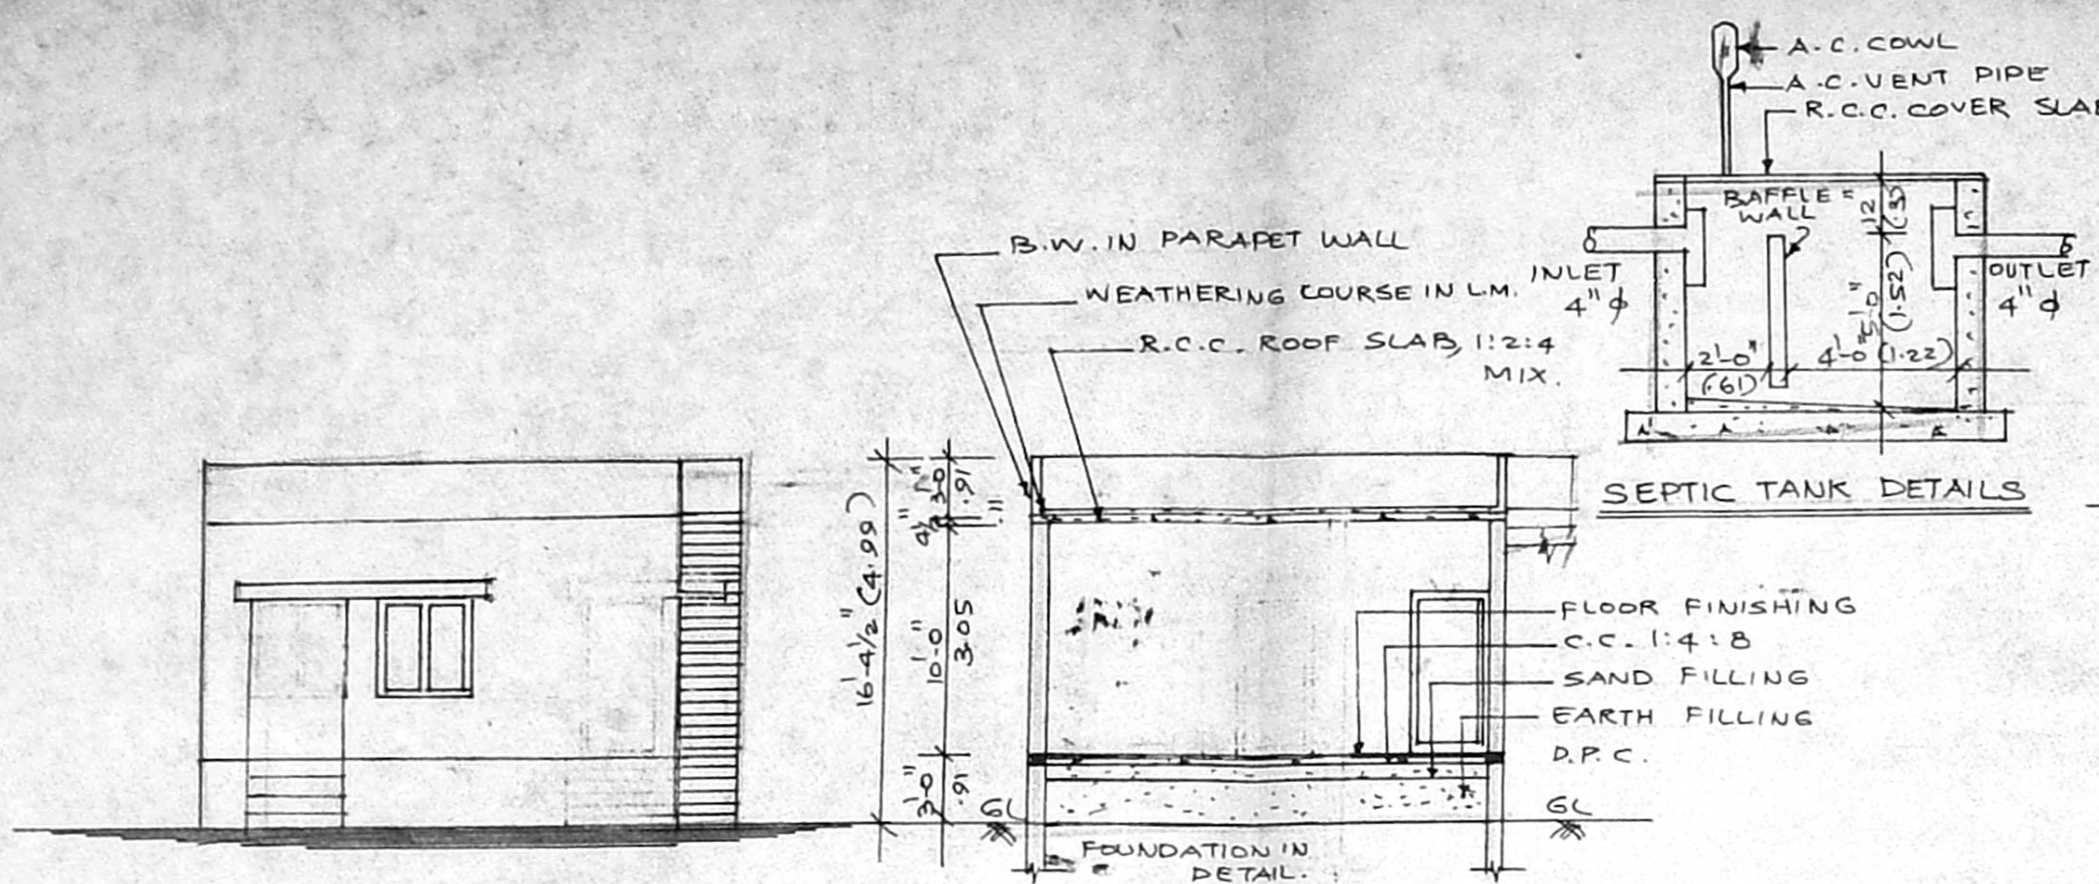 A.C. COWL
A.C. VENT PIPE
R.C.C. COVER SLAB
BAFFLE
WALL
12"
(.35
INLET
4" ϕ
OUTLET
4" ϕ
5'-0"
(1.52)
2'-0"
(.61)
4'-0" (1.22)
SEPTIC TANK DETAILS
B.W. IN PARAPET WALL
WEATHERING COURSE IN L.M.
R.C.C. ROOF SLAB, 1:2:4
MIX.
16'-4½" (4.99)
3'-0"
.91
4½"
10'-0"
3.05
3'-0"
.91
FLOOR FINISHING
C.C. 1:4:8
SAND FILLING
EARTH FILLING
D.P.C.
GL
GL
FOUNDATION IN
DETAIL.